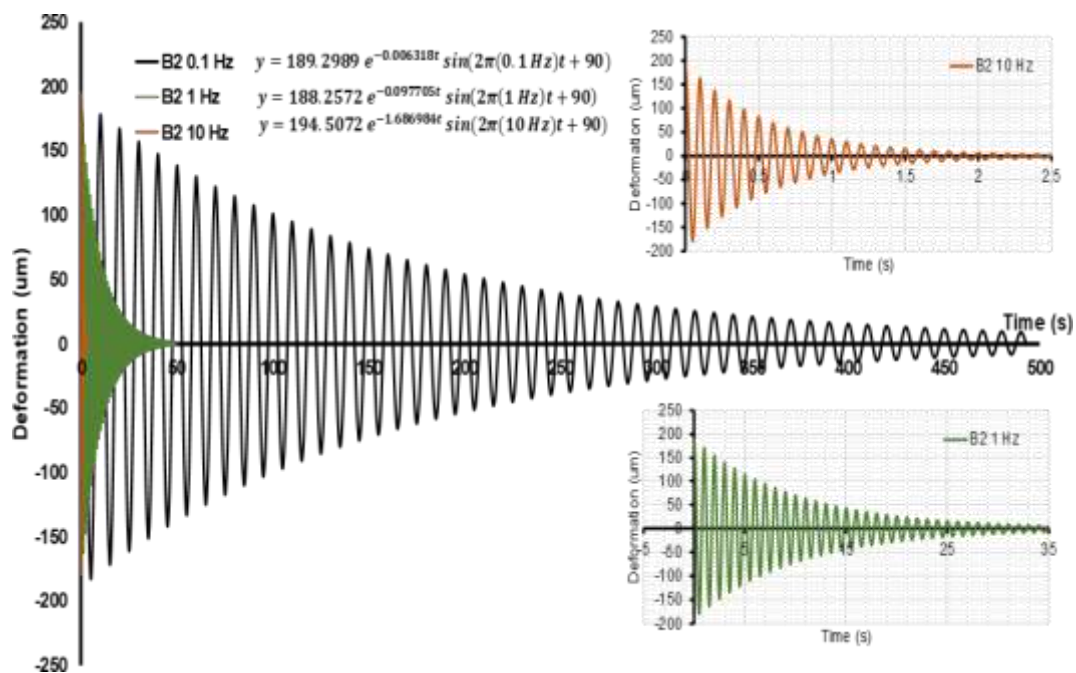 250
200
150
100
50
0
-50
-100
-150
-200
-250
Deformation (um)
B2 0.1 Hz y = 189.2989 e^-0.006318t sin(2π(0.1 Hz)t + 90)
B2 1 Hz y = 188.2572 e^-0.097705t sin(2π(1 Hz)t + 90)
B2 10 Hz y = 194.5072 e^-1.686984t sin(2π(10 Hz)t + 90)
0 50 100 150 200 250 300 350 400 450 500
Time (s)
250
200
150
100
50
0
-50
-100
-150
-200
Deformation (um)
B2 10 Hz
0 0.5 1 1.5 2 2.5
Time (s)
250
200
150
100
50
0
-50
-100
-150
-200
Deformation (um)
B2 1 Hz
-5 5 15 25 35
Time (s)